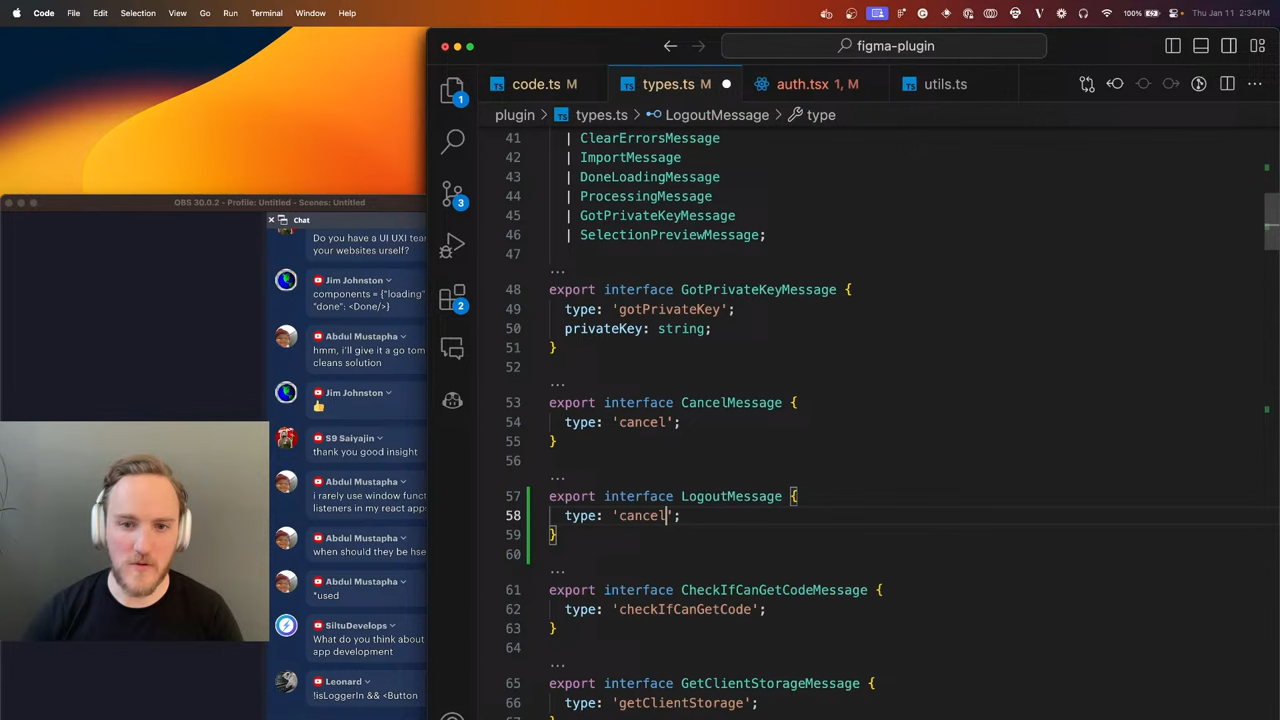 Code File Edit Selection View Go Run Terminal Window Help 100% Thu Jan 11 2:34 PM
figma-plugin
code.ts M types.ts M auth.tsx 1, M utils.ts
plugin > types.ts > LogoutMessage > type
OBS 30.0.2 - Profile: Untitled - Scenes: Untitled
Chat
Do you have a UI UXI tea
your websites urself?
Jim Johnston
components = {"loading"
"done": <Done/>}
Abdul Mustapha
hmm, i'll give it a go tom
cleans solution
Jim Johnston
👍
S9 Saiyajin
thank you good insight
Abdul Mustapha
i rarely use window funct
listeners in my react app
Abdul Mustapha
when should they be hse
Abdul Mustapha
*used
SiltuDevelops
What do you think about
app development
Leonard
!isLoggerIn && <Button
1
3
2
41 | ClearErrorsMessage
42 | ImportMessage
43 | DoneLoadingMessage
44 | ProcessingMessage
45 | GotPrivateKeyMessage
46 | SelectionPreviewMessage;
47
...
48 export interface GotPrivateKeyMessage {
49 type: 'gotPrivateKey';
50 privateKey: string;
51 }
52
...
53 export interface CancelMessage {
54 type: 'cancel';
55 }
56
...
57 export interface LogoutMessage {
58 type: 'cancel';
59 }
60
...
61 export interface CheckIfCanGetCodeMessage {
62 type: 'checkIfCanGetCode';
63 }
64
...
65 export interface GetClientStorageMessage {
66 type: 'getClientStorage';